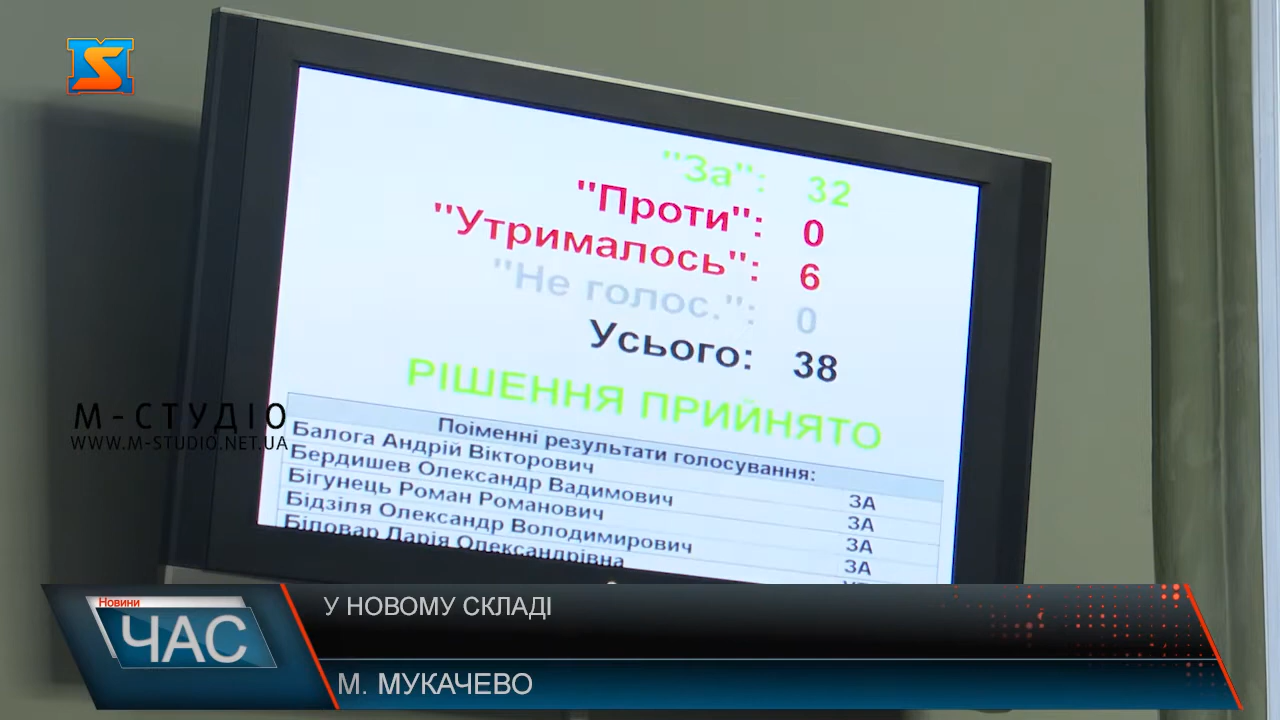 "За": 32
"Проти": 0
"Утрималось": 6
"Не голос.": 0
Усього: 38
РІШЕННЯ ПРИЙНЯТО
Поіменні результати голосування:
Балога Андрій Вікторович ЗА
Бердишев Олександр Вадимович ЗА
Бігунець Роман Романович ЗА
Бідзіля Олександр Володимирович ЗА
Біловар Дарія Олександрівна
М-СТУДІО
WWW.M-STUDIO.NET.UA
Новини
ЧАС
У НОВОМУ СКЛАДІ
М. МУКАЧЕВО